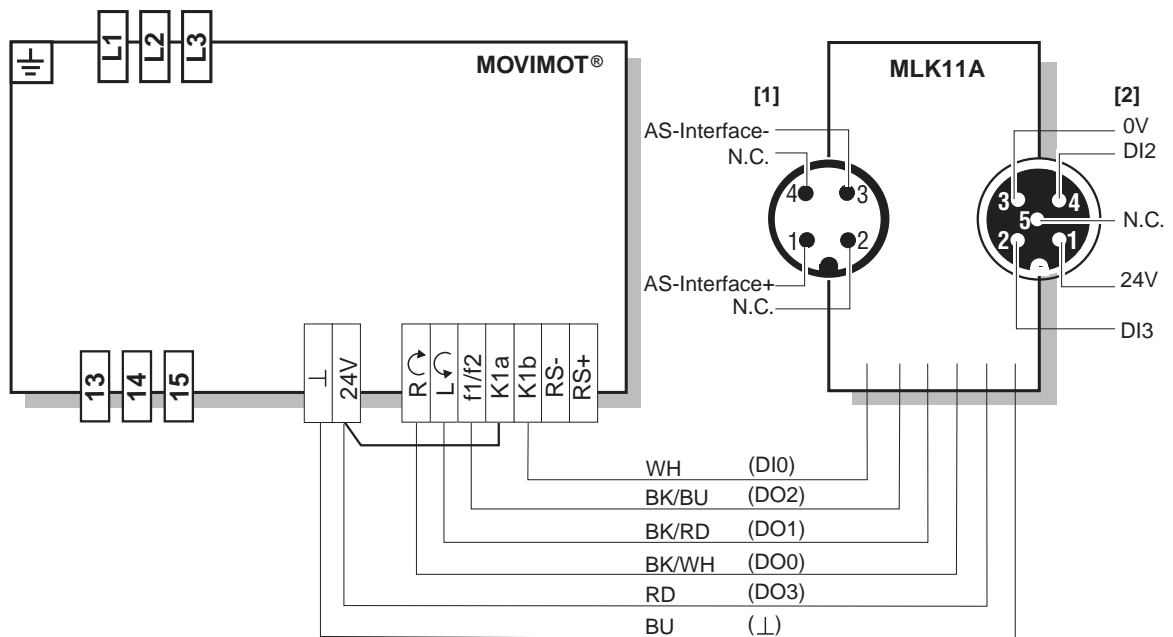 L1 L2 L3
MOVIMOT®
MLK11A
[1]
[2]
AS-Interface-
N.C.
0V
DI2
4 3
1 2
3 4
5
2 1
N.C.
AS-Interface+
N.C.
24V
DI3
13 14 15
⊥ 24V
R L f1/f2 K1a K1b RS- RS+
WH (DI0)
BK/BU (DO2)
BK/RD (DO1)
BK/WH (DO0)
RD (DO3)
BU (⊥)